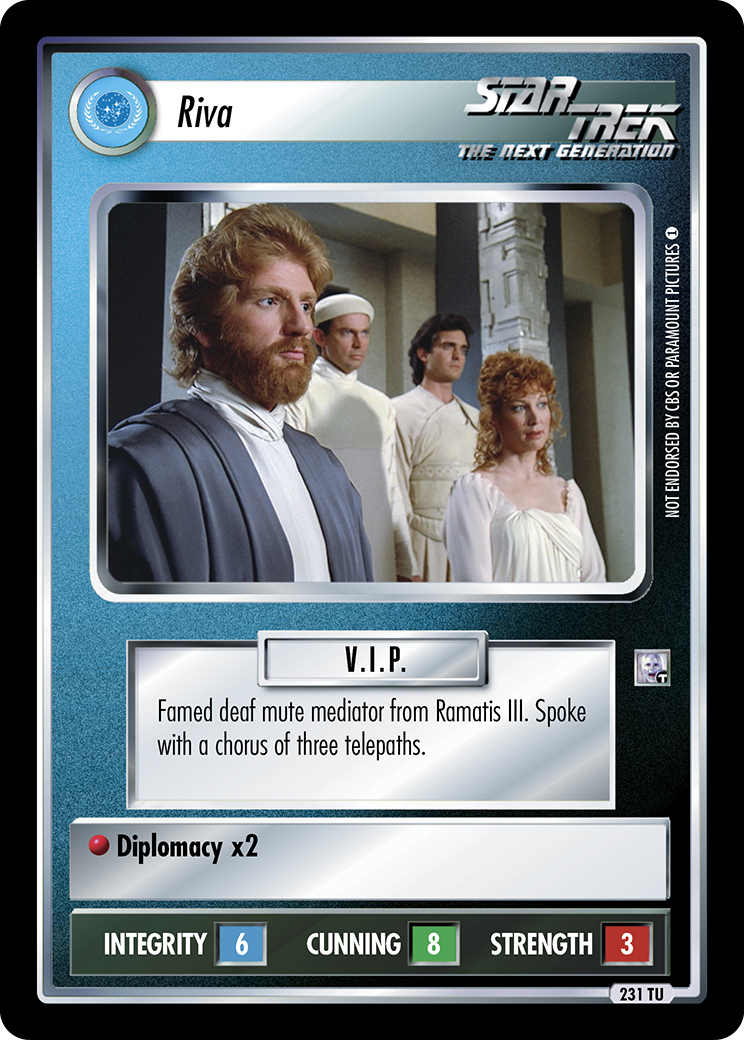 Riva
STAR TREK
THE NEXT GENERATION
NOT ENDORSED BY CBS OR PARAMOUNT PICTURES
V.I.P.
Famed deaf mute mediator from Ramatis III. Spoke
with a chorus of three telepaths.
Diplomacy x2
INTEGRITY 6 CUNNING 8 STRENGTH 3
231 TU